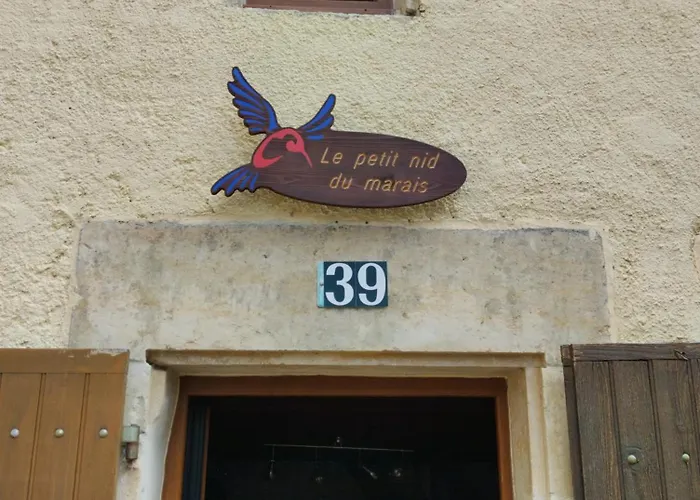 Le petit nid
du marais
39